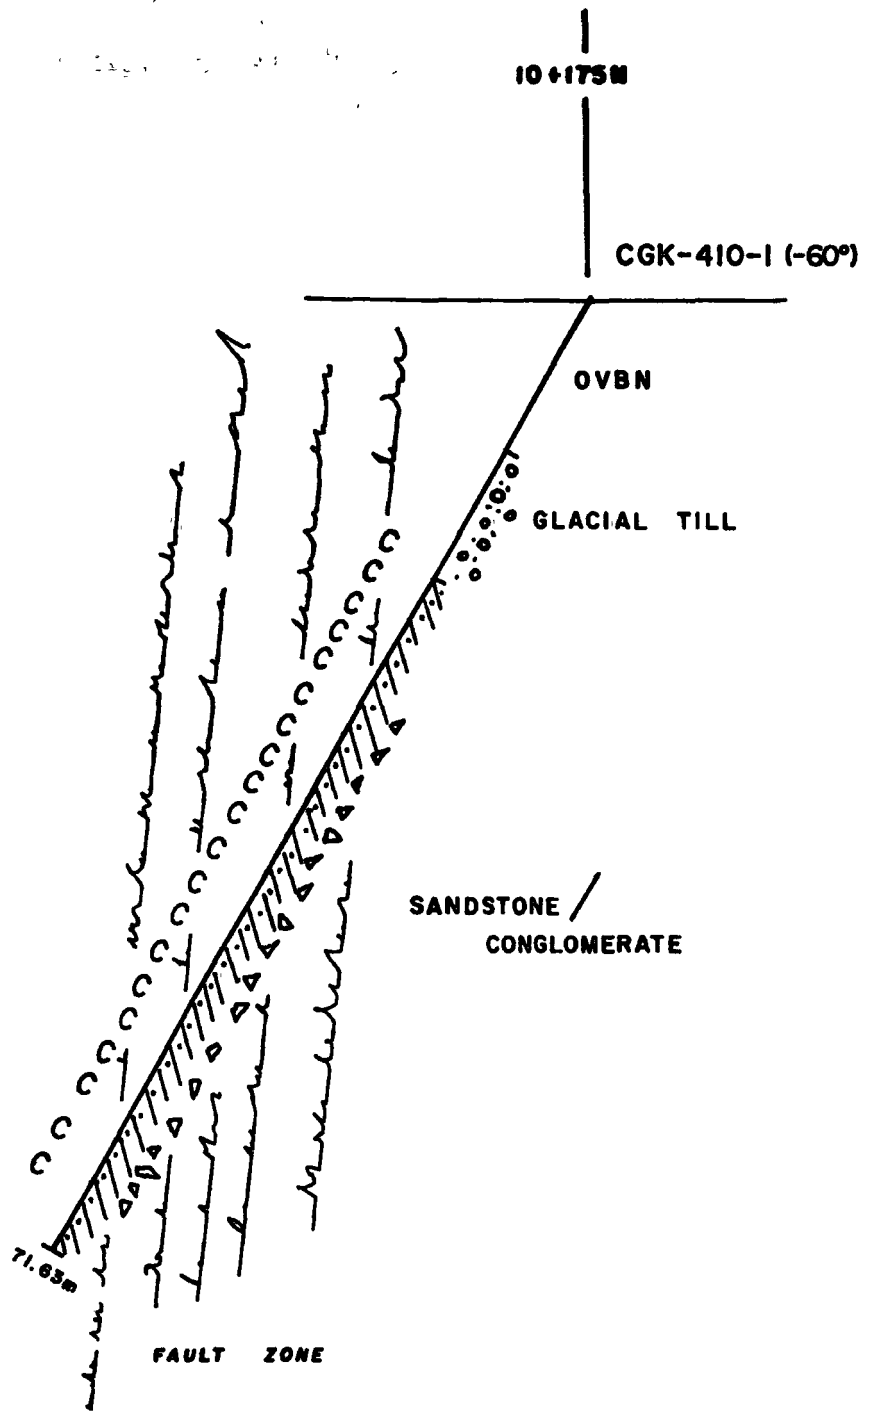 10+175N
CGK-410-1 (-60°)
OVBN
GLACIAL TILL
SANDSTONE /
CONGLOMERATE
71.63m
FAULT ZONE